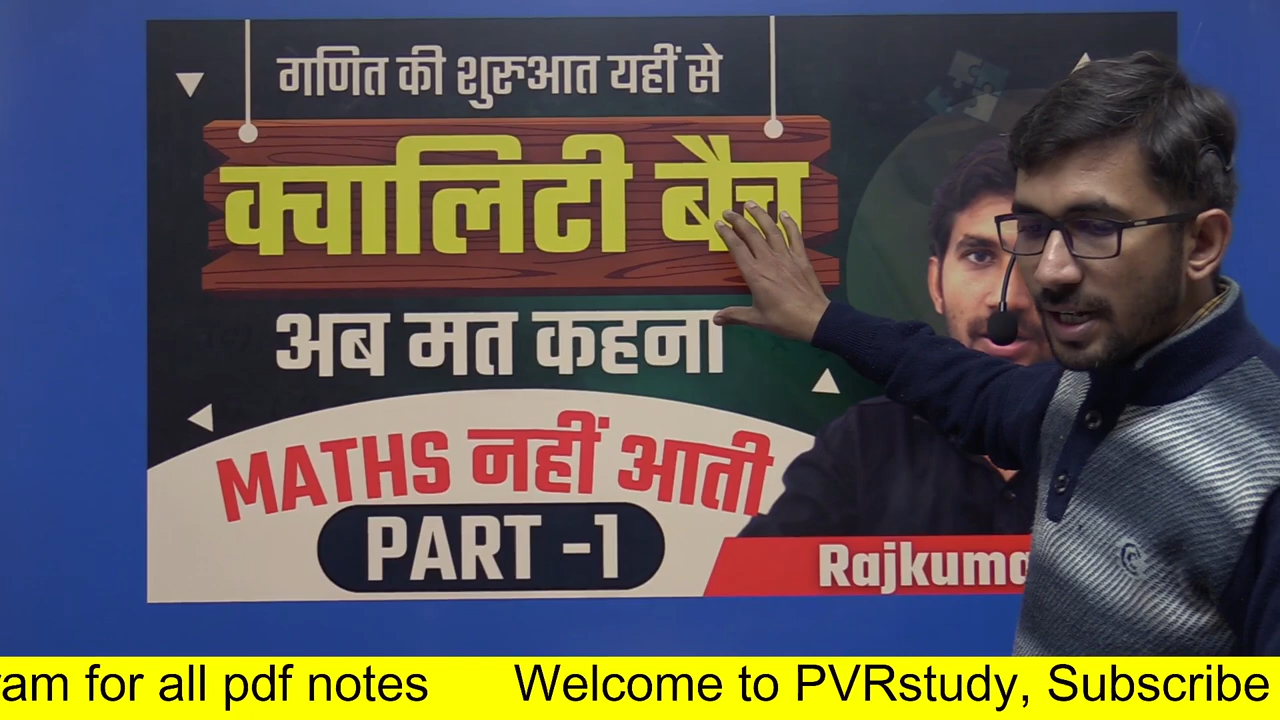 गणित की शुरुआत यहीं से
क्वालिटी बैच
अब मत कहना
MATHS नहीं आती
PART -1
Rajkuma
for all pdf notes Welcome to PVRstudy, Subscribe